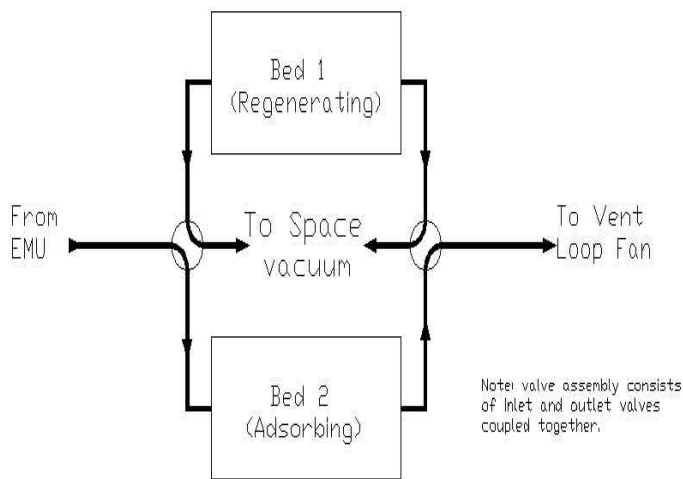 Bed 1
(Regenerating)
From
EMU
To Space
vacuum
To Vent
Loop Fan
Bed 2
(Adsorbing)
Note: valve assembly consists
of Inlet and outlet valves
coupled together.